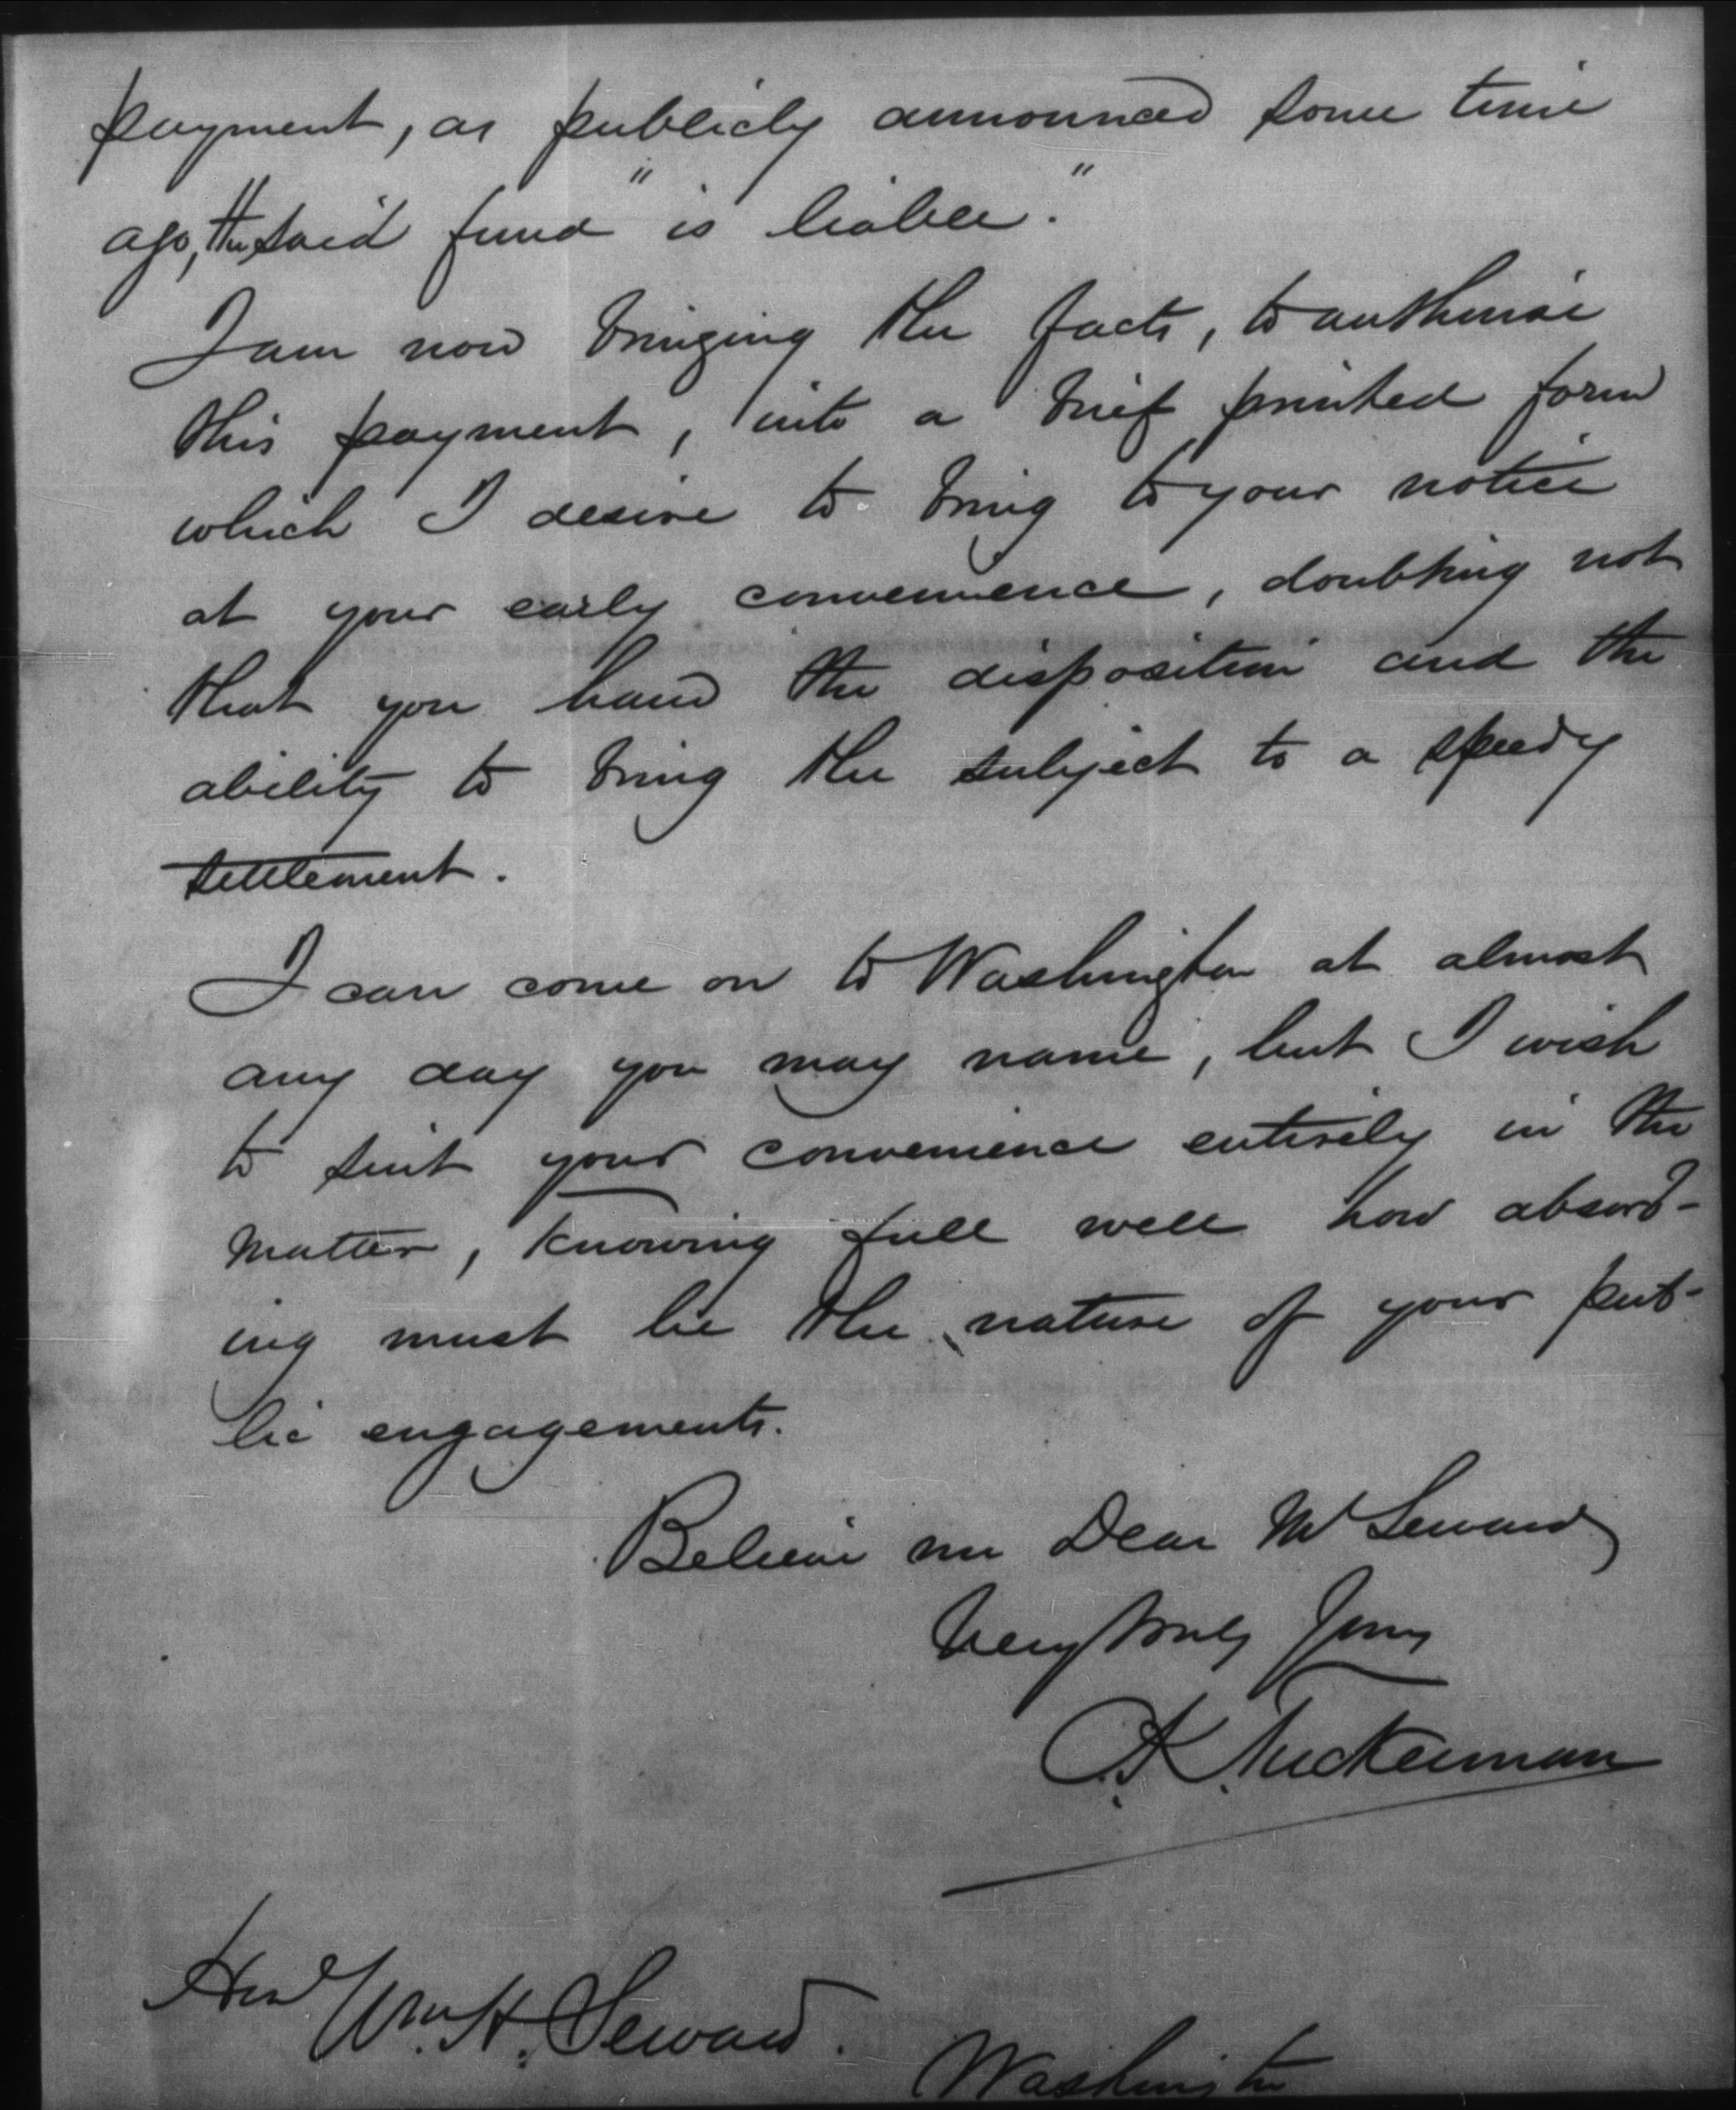 payment, as publicly announced some time
ago, the said fund "is liable."
I am now bringing the facts, to authorise
this payment, into a brief printed form
which I desire to bring to your notice
at your early convenience, doubting not
that you have the disposition and the
ability to bring the subject to a speedy
settlement.
I can come on to Washington at almost
any day you may name, but I wish
to suit your convenience entirely in the
matter, knowing full well how absorb-
ing must be the nature of your pub-
lic engagements.
Believe me Dear Mr Seward
Very truly Yours
C.K. Tuckerman
Hon Wm. H. Seward.
Washington